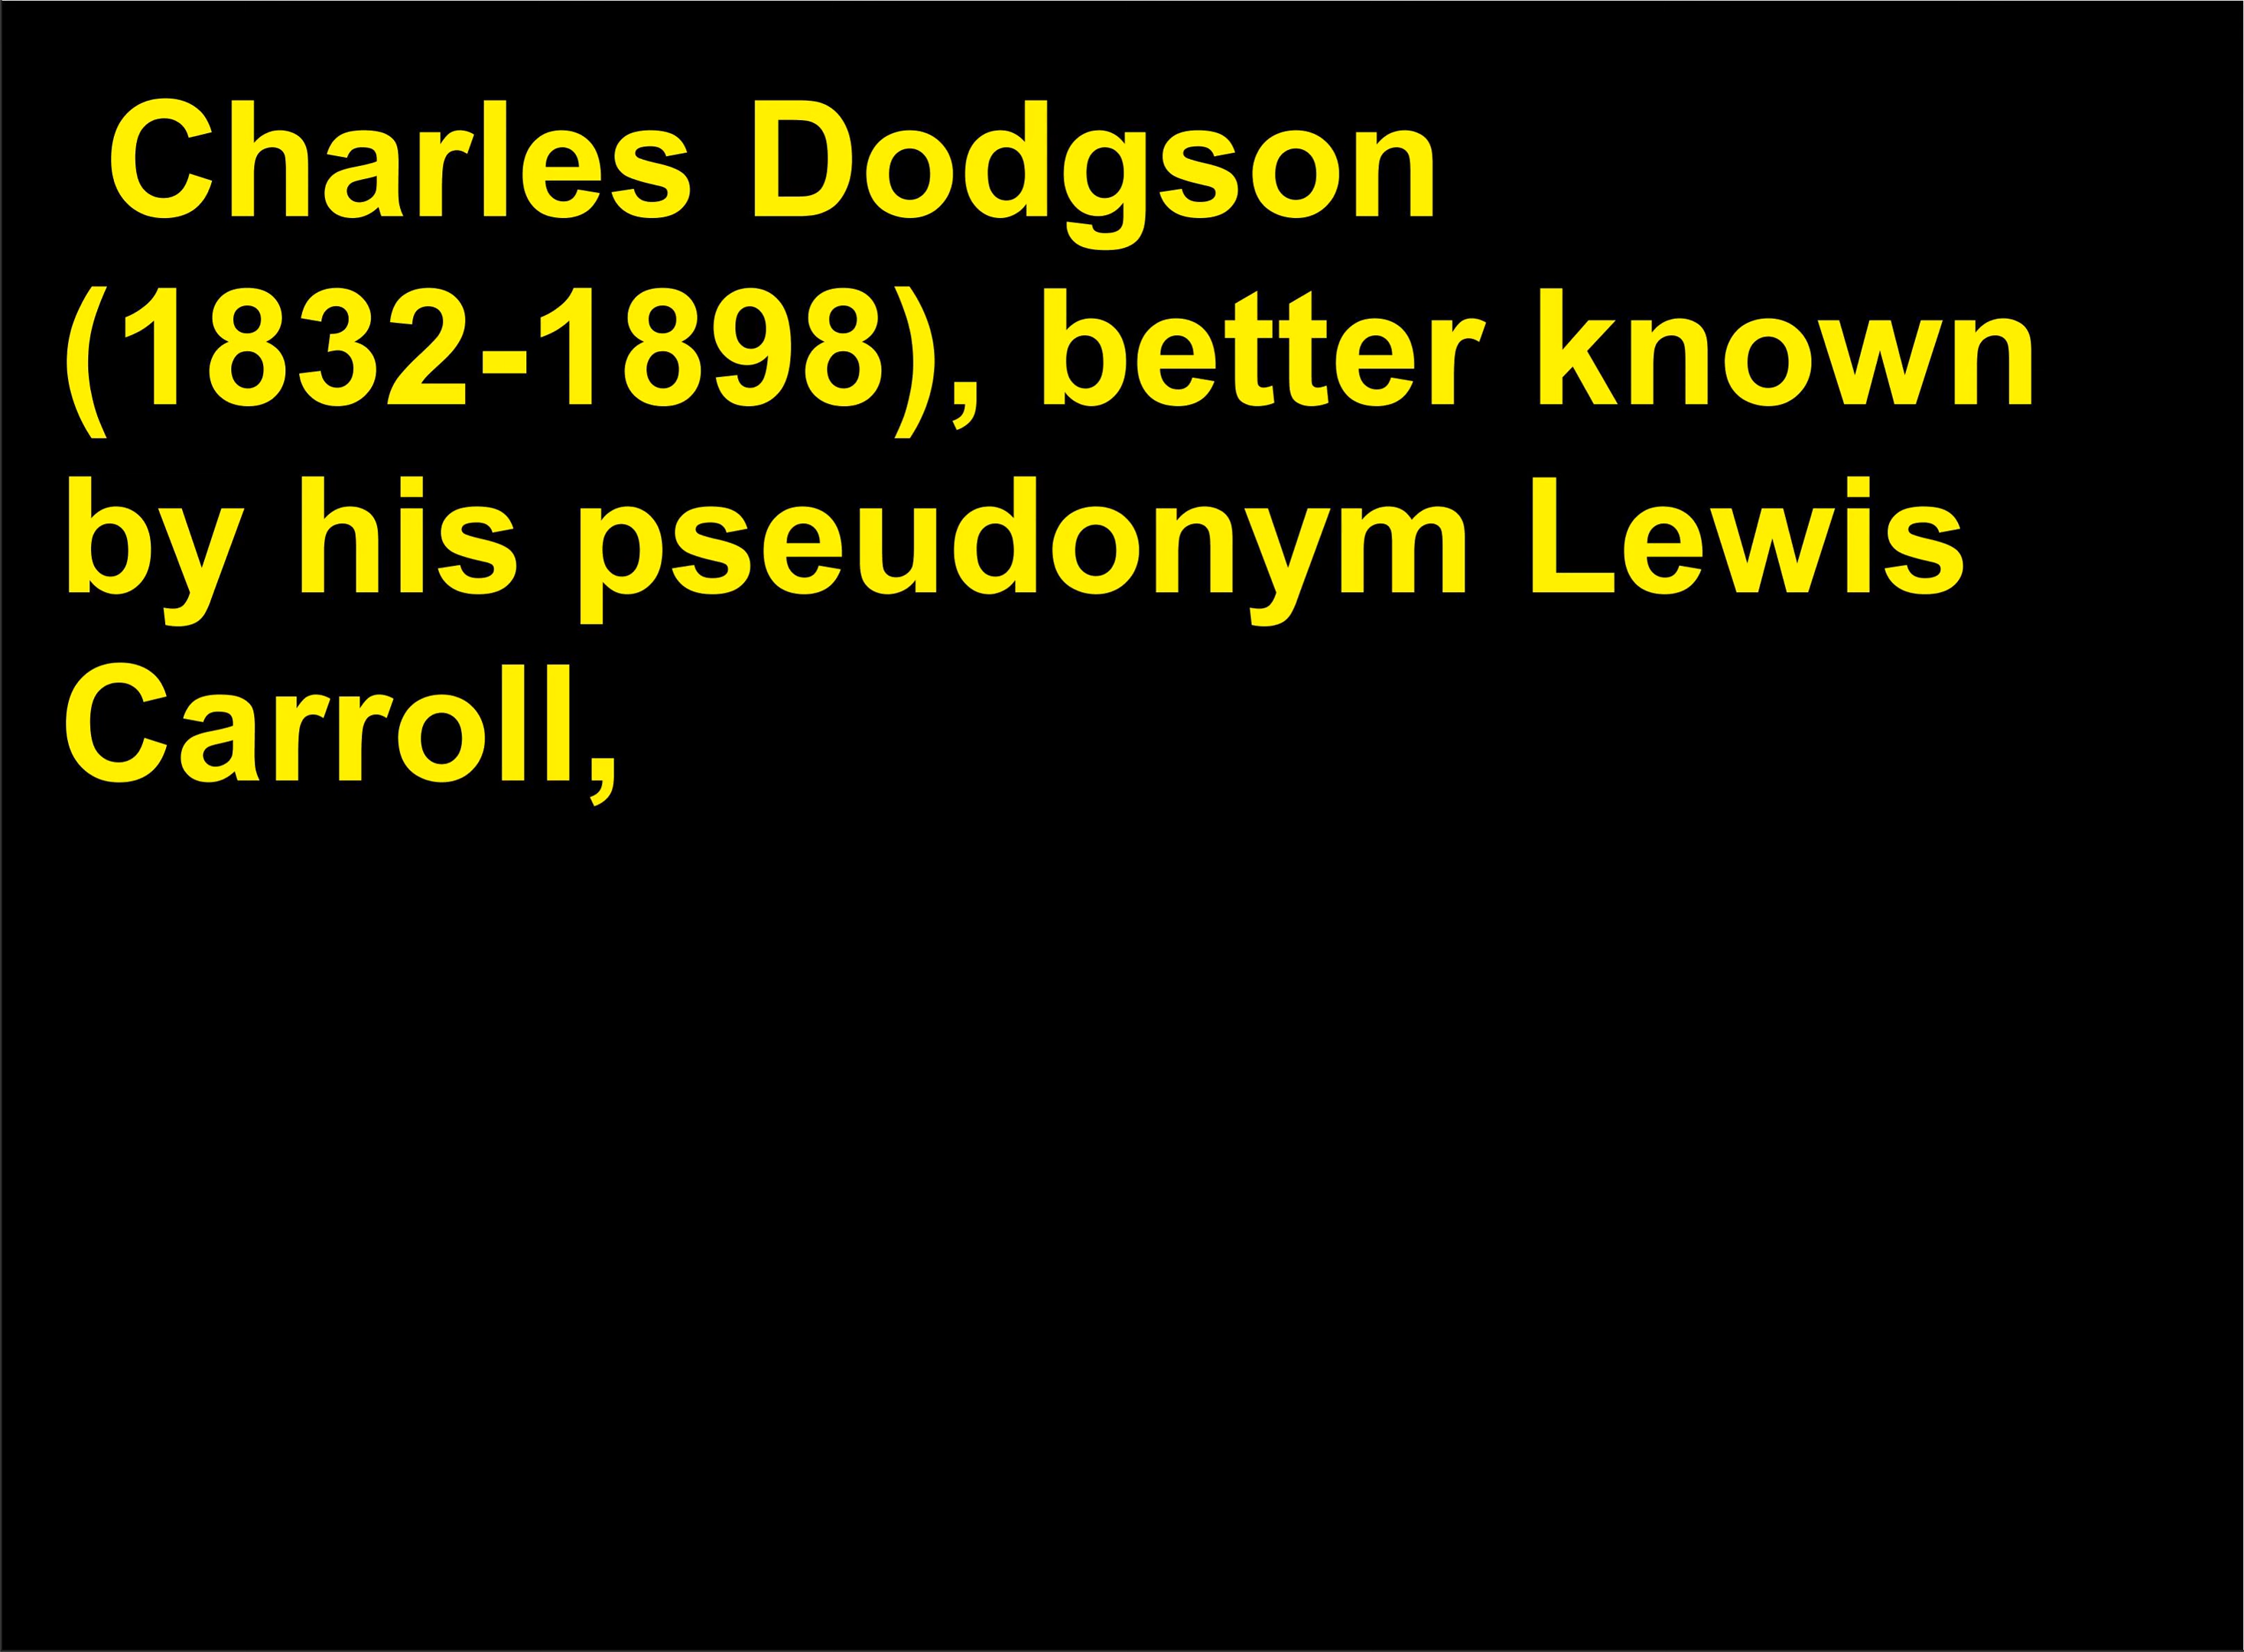 Charles Dodgson
(1832-1898), better known
by his pseudonym Lewis
Carroll,